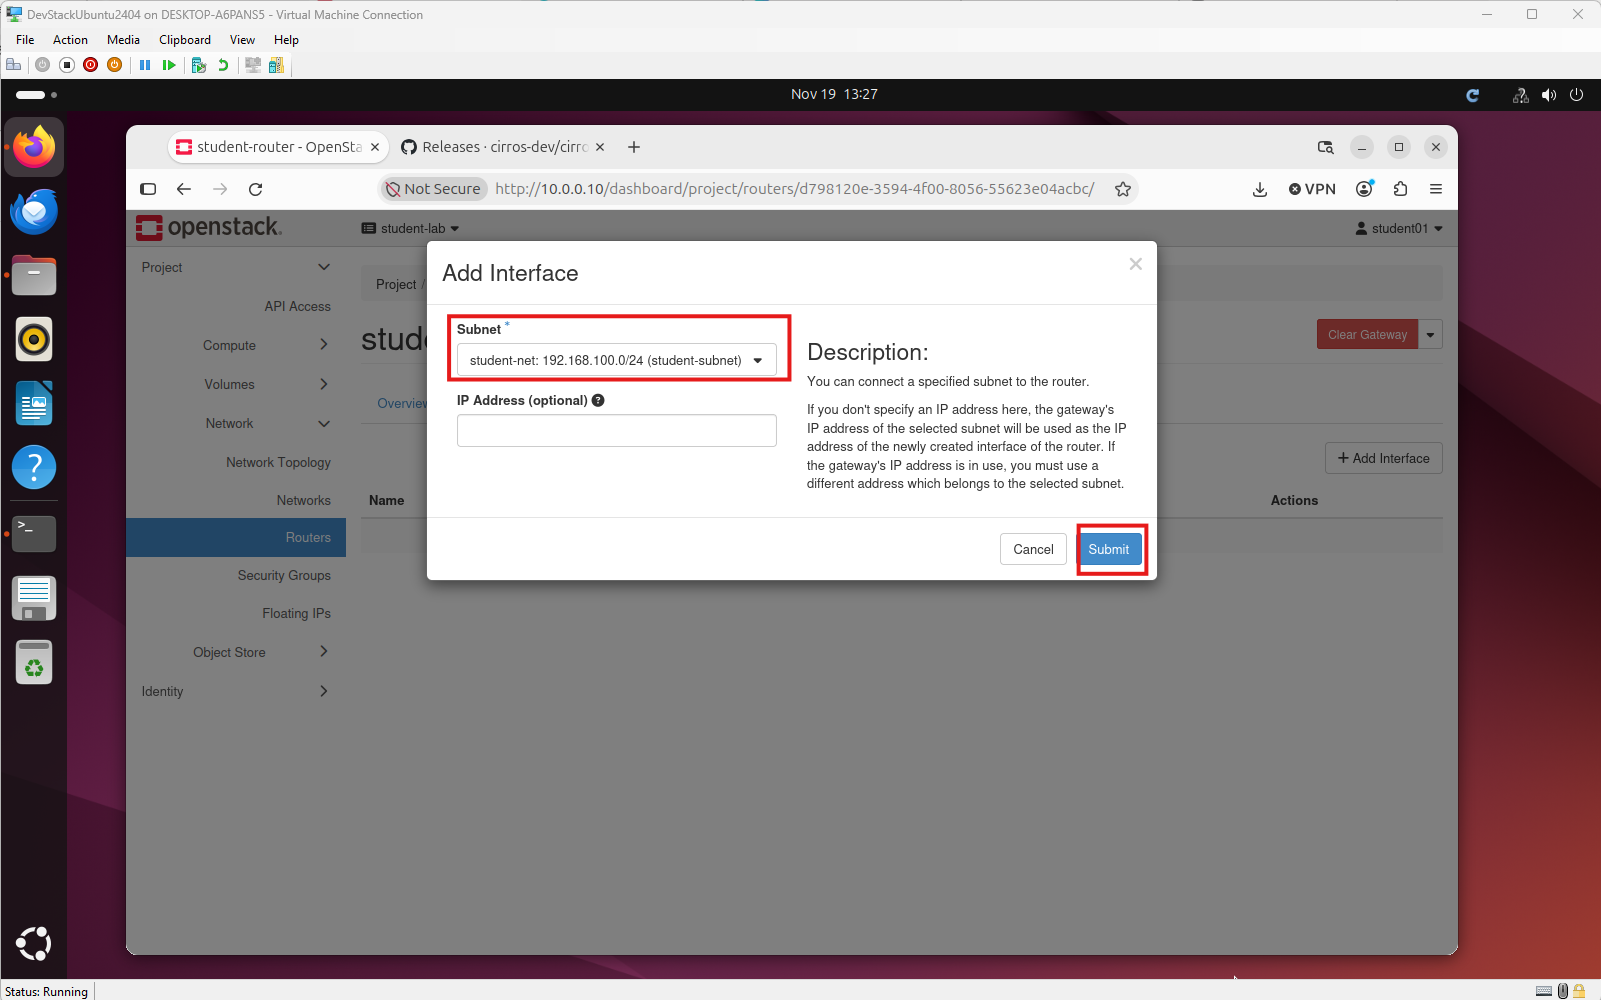 DevStackUbuntu2404 on DESKTOP-A6PANS5 - Virtual Machine Connection
File Action Media Clipboard View Help
Nov 19 13:27
student-router - OpenSta
Releases · cirros-dev/cirro
Not Secure
http://10.0.0.10/dashboard/project/routers/d798120e-3594-4f00-8056-55623e04acbc/
VPN
openstack.
student-lab
student01
Project
API Access
Compute
Volumes
Network
Network Topology
Networks
Routers
Security Groups
Floating IPs
Object Store
Identity
Project /
stude
Clear Gateway
Overview
+ Add Interface
Name
Actions
Add Interface
×
Subnet *
student-net: 192.168.100.0/24 (student-subnet)
IP Address (optional) ?
Description:
You can connect a specified subnet to the router.
If you don't specify an IP address here, the gateway's
IP address of the selected subnet will be used as the IP
address of the newly created interface of the router. If
the gateway's IP address is in use, you must use a
different address which belongs to the selected subnet.
Cancel
Submit
Status: Running